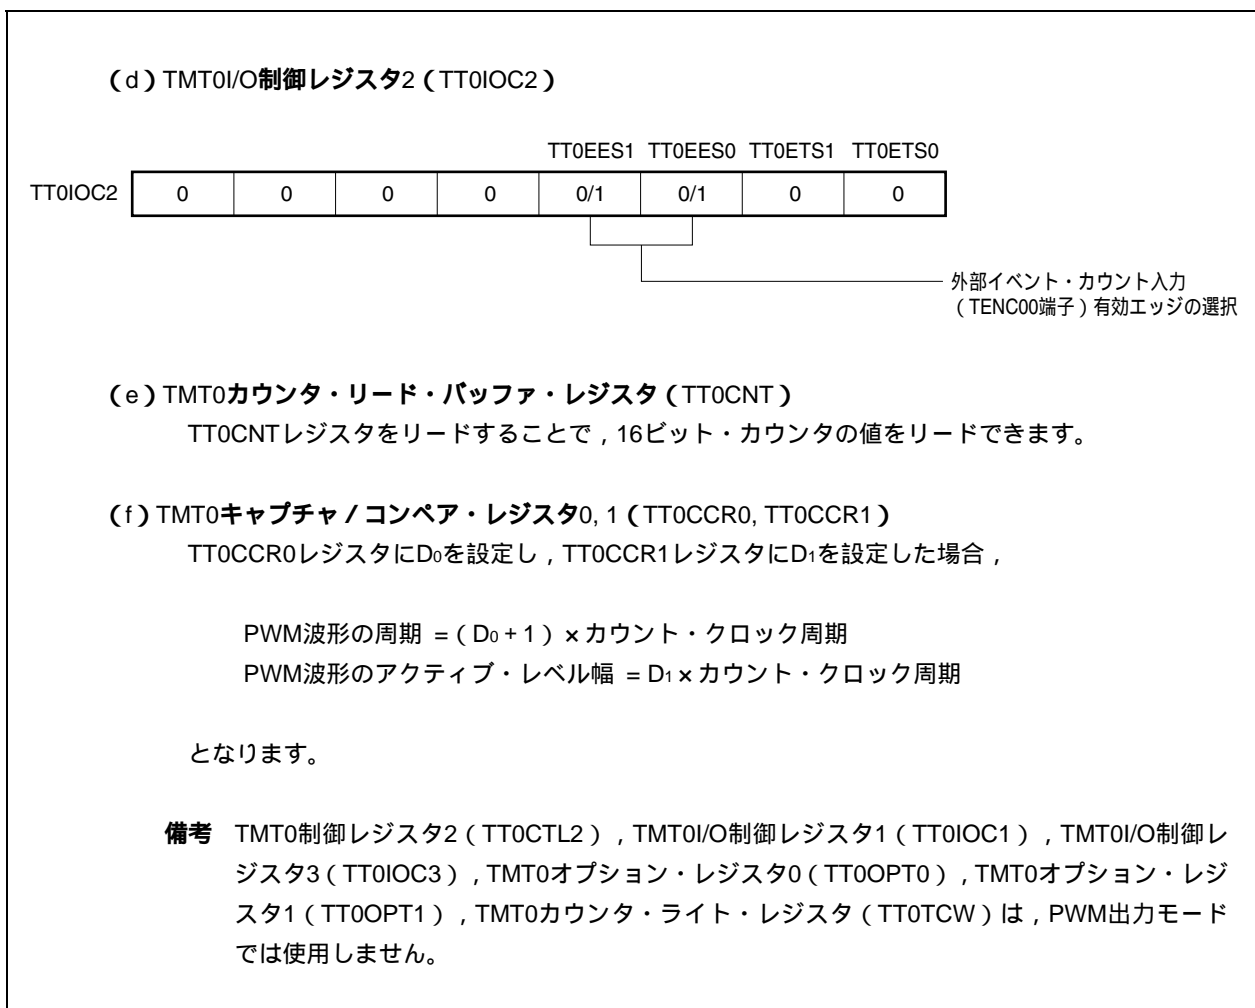 （d）TMT0I/O制御レジスタ2（TT0IOC2）
TT0EES1 TT0EES0 TT0ETS1 TT0ETS0
TT0IOC2 0 0 0 0 0/1 0/1 0 0
外部イベント・カウント入力
（TENC00端子）有効エッジの選択
（e）TMT0カウンタ・リード・バッファ・レジスタ（TT0CNT）
TT0CNTレジスタをリードすることで，16ビット・カウンタの値をリードできます。
（f）TMT0キャプチャ／コンペア・レジスタ0, 1（TT0CCR0, TT0CCR1）
TT0CCR0レジスタにD₀を設定し，TT0CCR1レジスタにD₁を設定した場合，
PWM波形の周期 =（D₀ + 1）×カウント・クロック周期
PWM波形のアクティブ・レベル幅 = D₁×カウント・クロック周期
となります。
備考 TMT0制御レジスタ2（TT0CTL2），TMT0I/O制御レジスタ1（TT0IOC1），TMT0I/O制御レ
ジスタ3（TT0IOC3），TMT0オプション・レジスタ0（TT0OPT0），TMT0オプション・レジ
スタ1（TT0OPT1），TMT0カウンタ・ライト・レジスタ（TT0TCW）は，PWM出力モード
では使用しません。